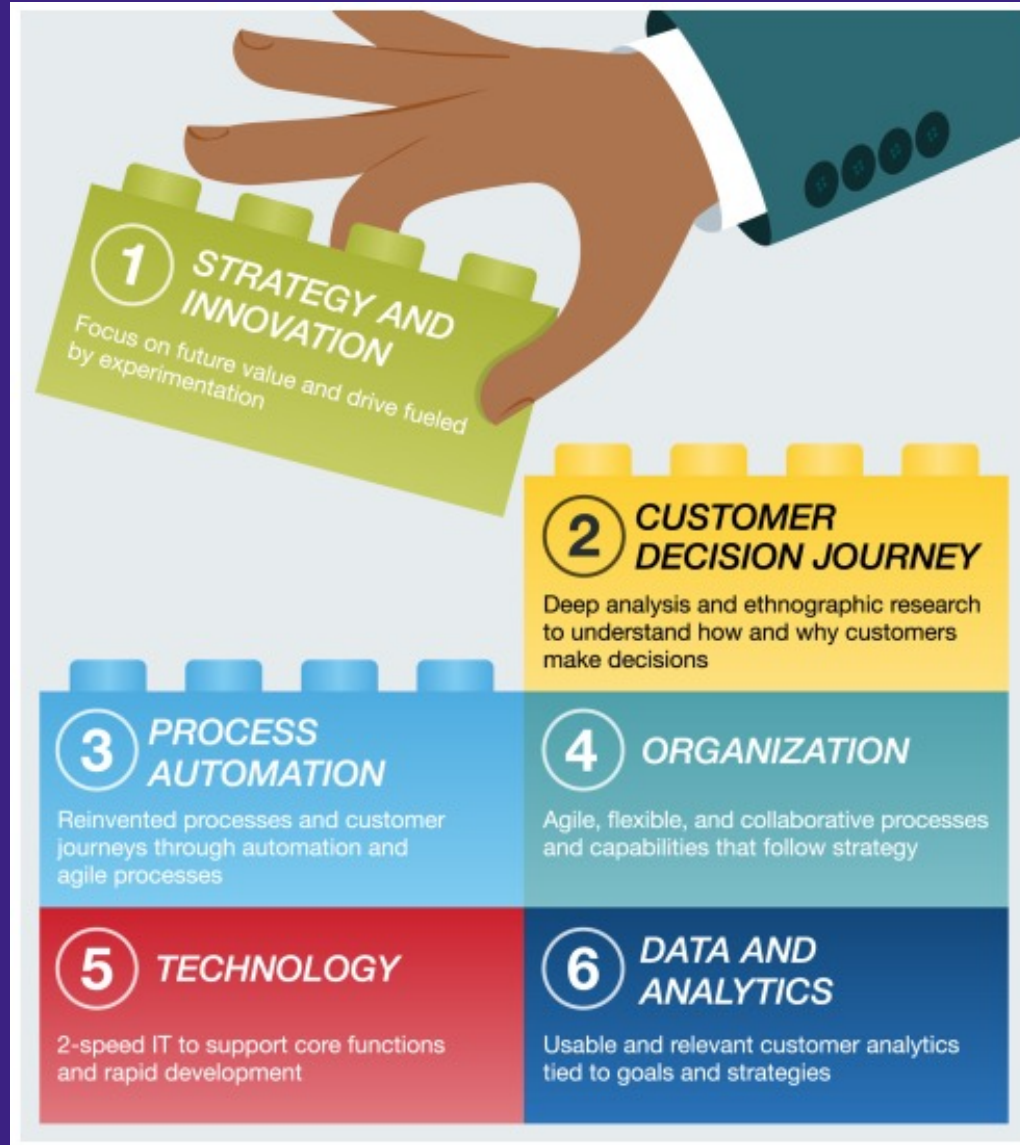 1
STRATEGY AND
INNOVATION
Focus on future value and drive fueled
by experimentation
2
CUSTOMER
DECISION JOURNEY
Deep analysis and ethnographic research
to understand how and why customers
make decisions
3
PROCESS
AUTOMATION
Reinvented processes and customer
journeys through automation and
agile processes
4
ORGANIZATION
Agile, flexible, and collaborative processes
and capabilities that follow strategy
5
TECHNOLOGY
2-speed IT to support core functions
and rapid development
6
DATA AND
ANALYTICS
Usable and relevant customer analytics
tied to goals and strategies